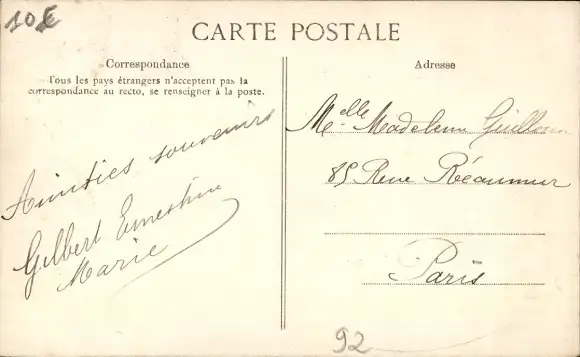 10€
CARTE POSTALE
Correspondance
Tous les pays étrangers n'acceptent pas la
correspondance au recto, se renseigner à la poste.
Amitiés souvenirs
Gilbert Ernestine
Marie
Adresse
Melle Madeleine
85 Rue Réaumur
Paris
92